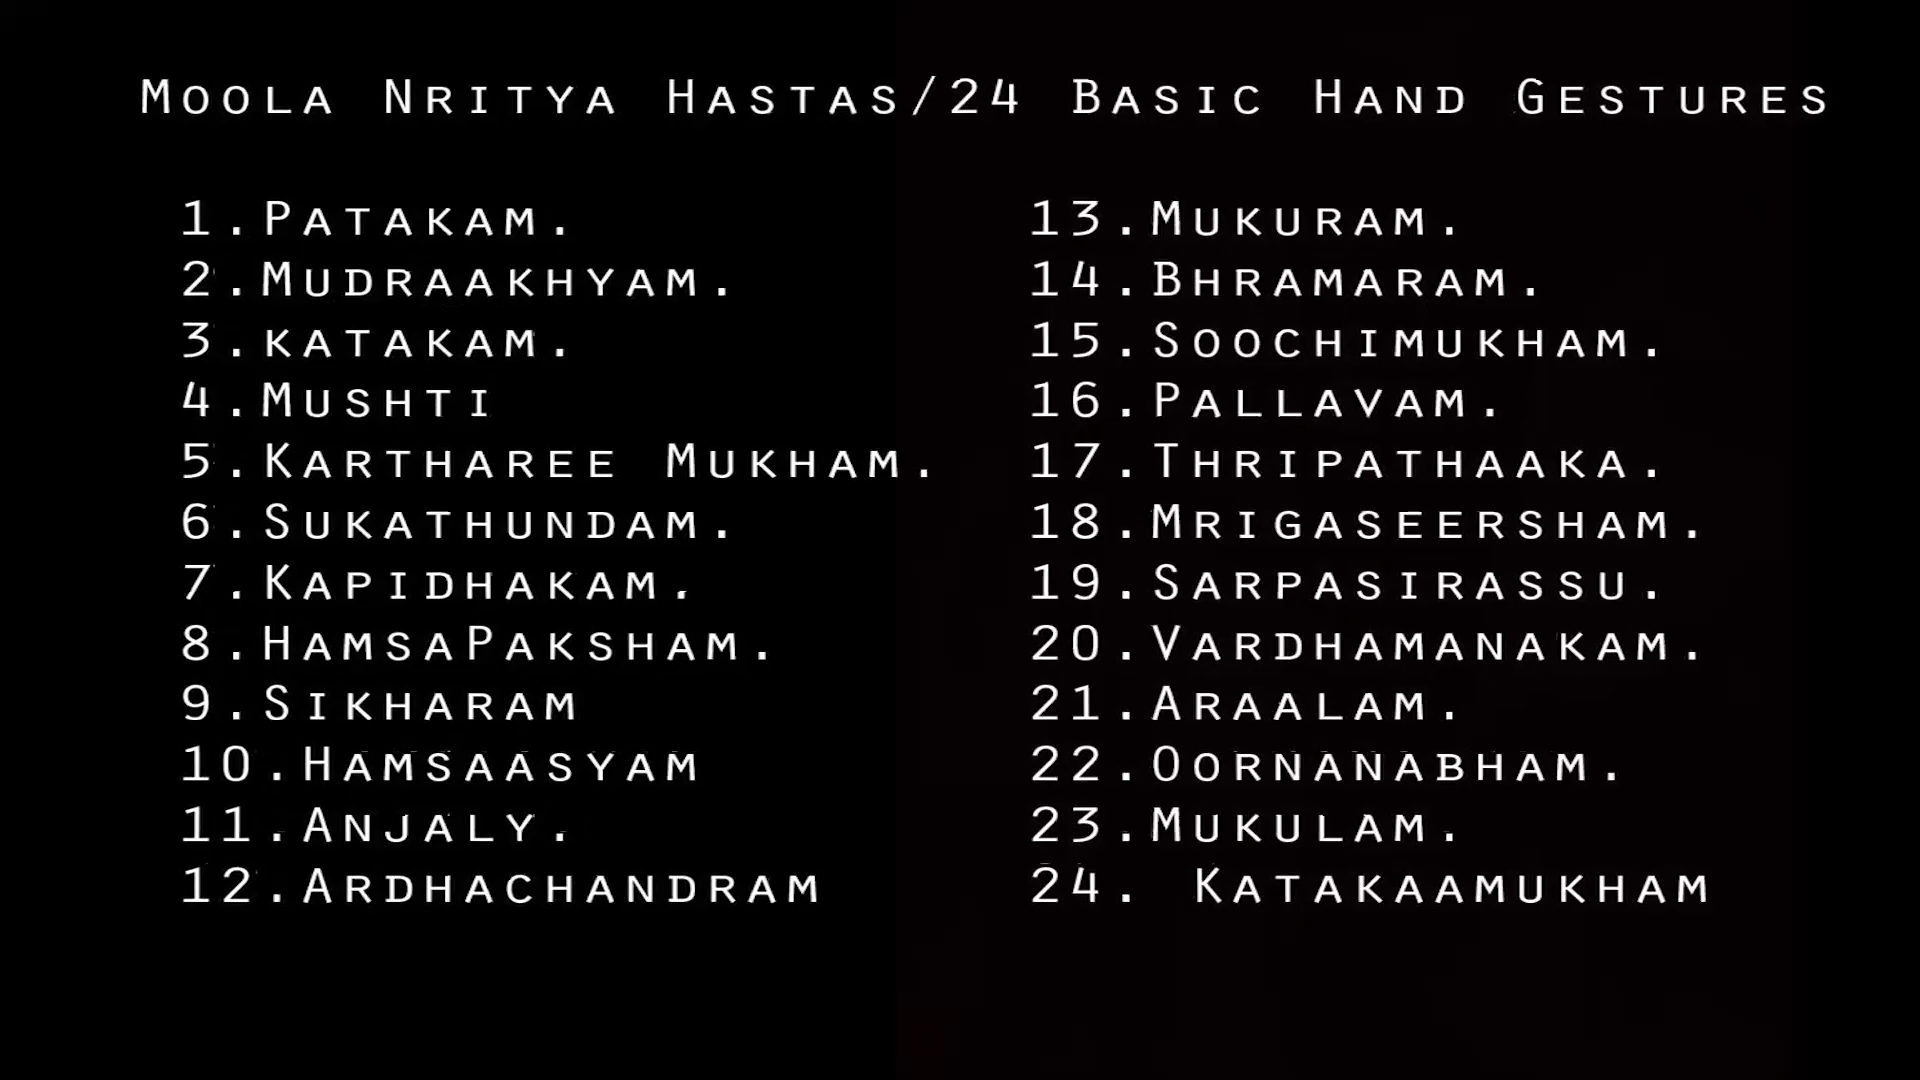 Moola Nritya Hastas/24 Basic Hand Gestures
1.Patakam.
2.Mudraakhyam.
3.katakam.
4.Mushti
5.Kartharee Mukham.
6.Sukathundam.
7.Kapidhakam.
8.HamsaPaksham.
9.Sikharam
10.Hamsaasyam
11.Anjaly.
12.Ardhachandram
13.Mukuram.
14.Bhramaram.
15.Soochimukham.
16.Pallavam.
17.Thripathaaka.
18.Mrigaseersham.
19.Sarpasirassu.
20.Vardhamanakam.
21.Araalam.
22.Oornanabham.
23.Mukulam.
24. Katakaamukham